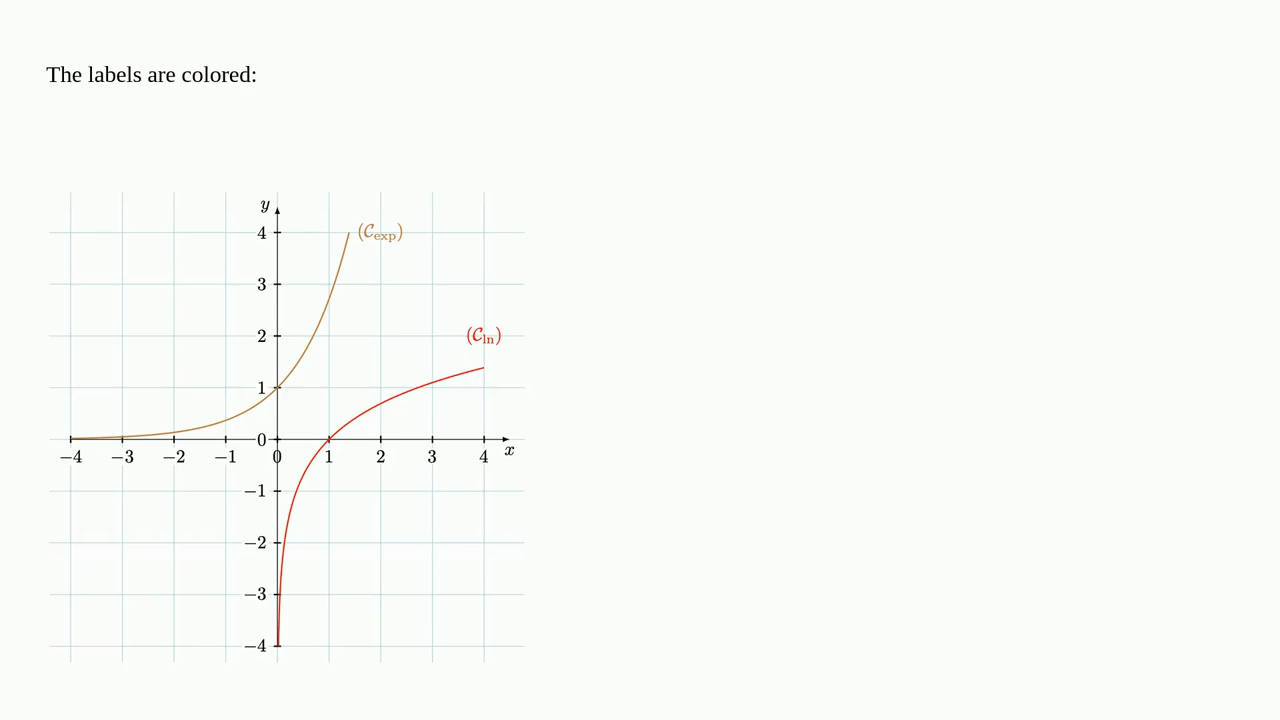 The labels are colored:
y
4
(𝒞exp)
3
2
(𝒞ln)
1
0
−4 −3 −2 −1 0 1 2 3 4 x
−1
−2
−3
−4